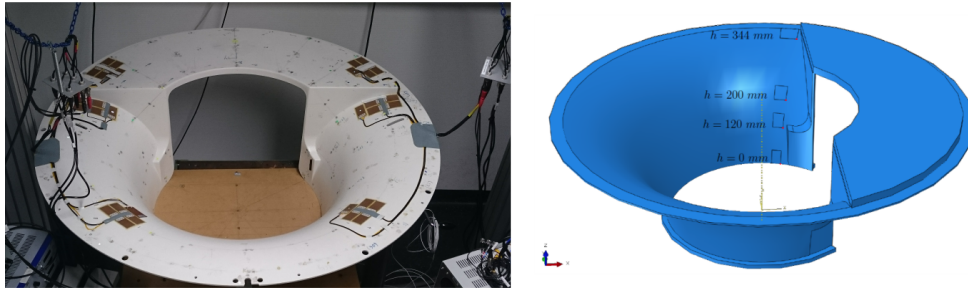 h = 344 mm
h = 200 mm
h = 120 mm
h = 0 mm